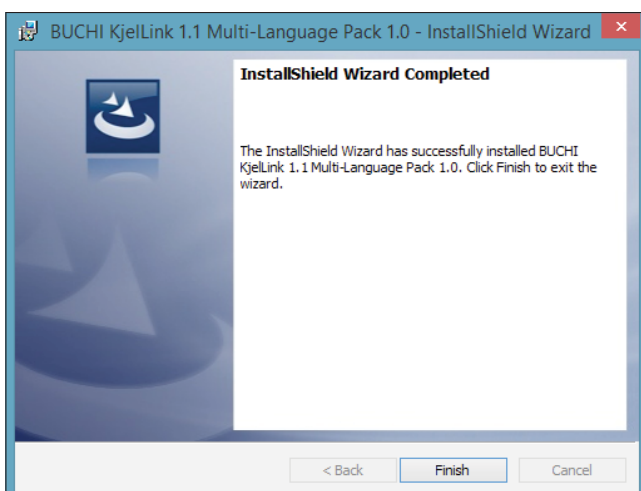 BUCHI KjelLink 1.1 Multi-Language Pack 1.0 - InstallShield Wizard
InstallShield Wizard Completed
The InstallShield Wizard has successfully installed BUCHI
KjelLink 1.1 Multi-Language Pack 1.0. Click Finish to exit the
wizard.
< Back
Finish
Cancel